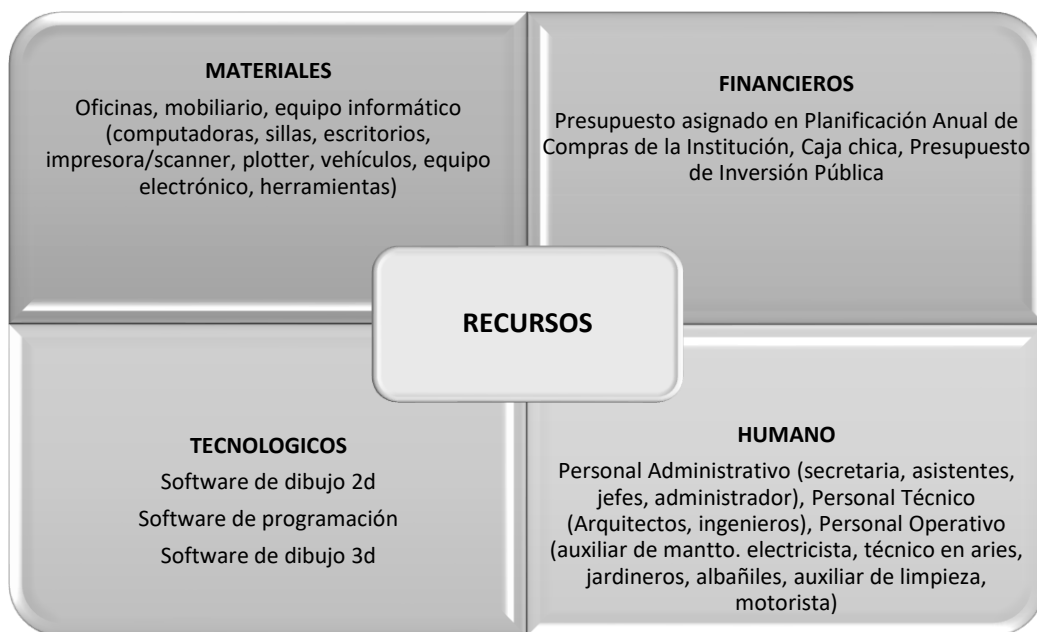 MATERIALES
Oficinas, mobiliario, equipo informático
(computadoras, sillas, escritorios,
impresora/scanner, plotter, vehículos, equipo
electrónico, herramientas)
FINANCIEROS
Presupuesto asignado en Planificación Anual de
Compras de la Institución, Caja chica, Presupuesto
de Inversión Pública
RECURSOS
TECNOLOGICOS
Software de dibujo 2d
Software de programación
Software de dibujo 3d
HUMANO
Personal Administrativo (secretaria, asistentes,
jefes, administrador), Personal Técnico
(Arquitectos, ingenieros), Personal Operativo
(auxiliar de mantto. electricista, técnico en aries,
jardineros, albañiles, auxiliar de limpieza,
motorista)